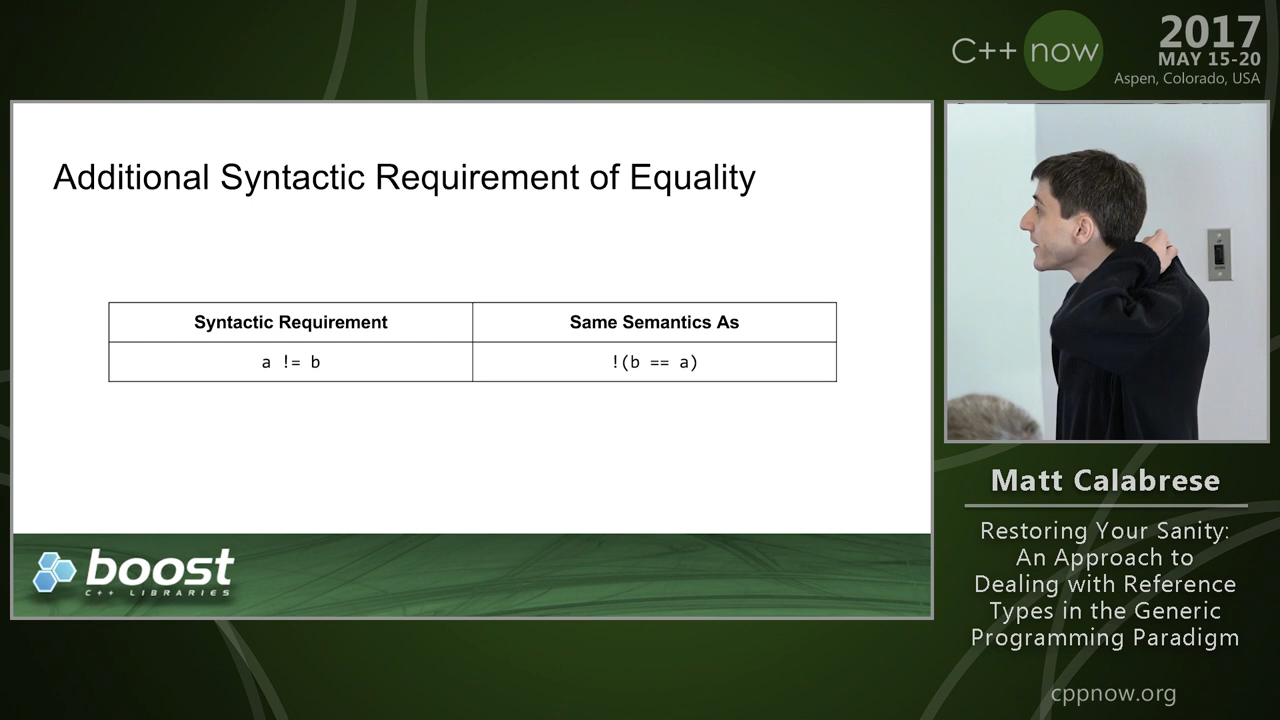 C++ now
2017
MAY 15-20
Aspen, Colorado, USA
Additional Syntactic Requirement of Equality
Syntactic Requirement
Same Semantics As
a != b
!(b == a)
boost
C++ LIBRARIES
Matt Calabrese
Restoring Your Sanity:
An Approach to
Dealing with Reference
Types in the Generic
Programming Paradigm
cppnow.org